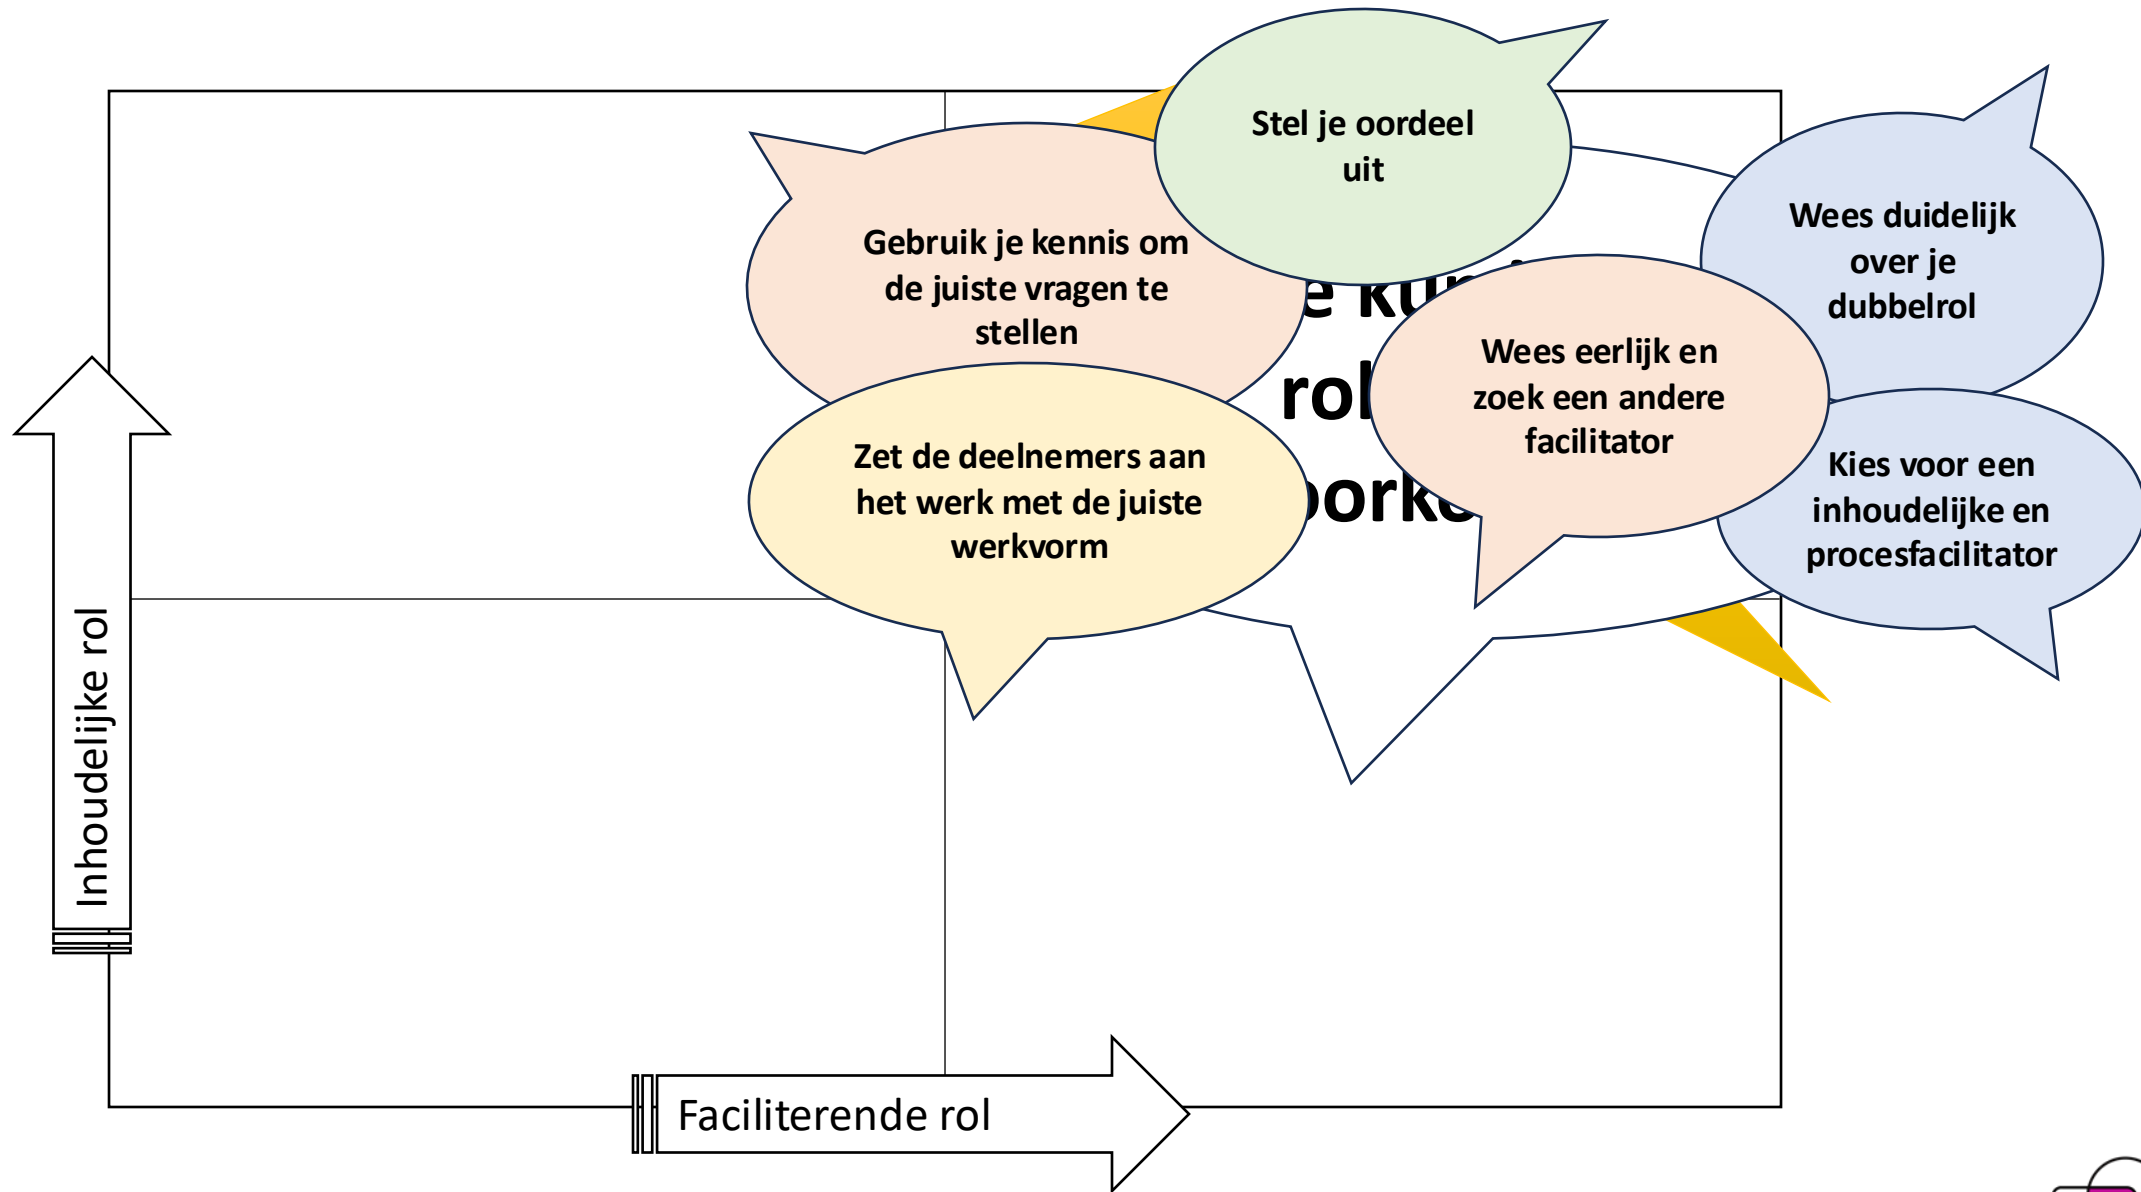 Stel je oordeel
uit
Gebruik je kennis om
de juiste vragen te
stellen
Wees duidelijk
over je
dubbelrol
Wees eerlijk en
zoek een andere
facilitator
Zet de deelnemers aan
het werk met de juiste
werkvorm
Kies voor een
inhoudelijke en
procesfacilitator
Inhoudelijke rol
Faciliterende rol